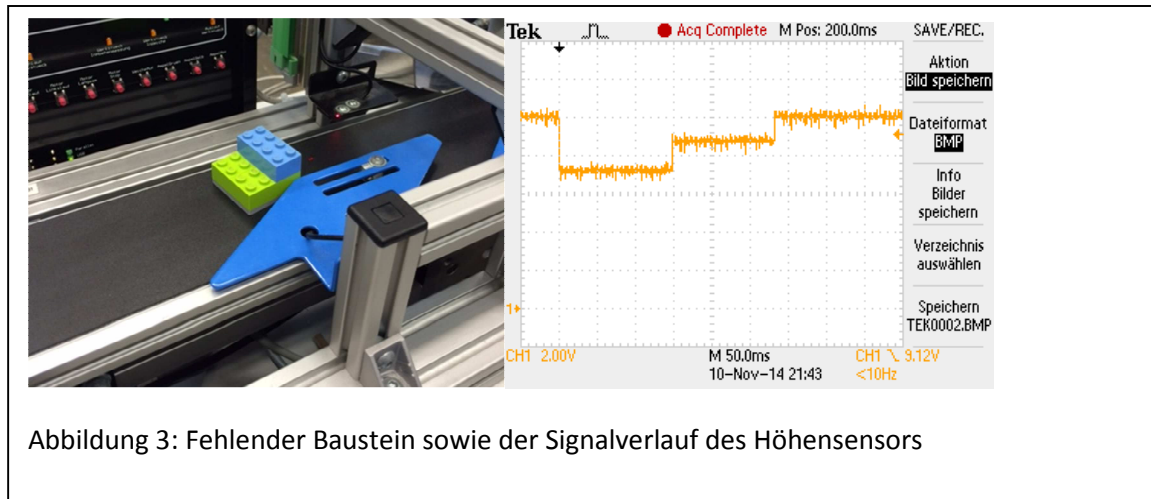 Tek
Acq Complete
M Pos: 200.0ms
SAVE/REC.
Aktion
Bild speichern
Dateiformat
BMP
Info
Bilder
speichern
Verzeichnis
auswählen
Speichern
TEK0002.BMP
1
CH1 2.00V
M 50.0ms
CH1 9.12V
10-Nov-14 21:43
<10Hz
Abbildung 3: Fehlender Baustein sowie der Signalverlauf des Höhensensors